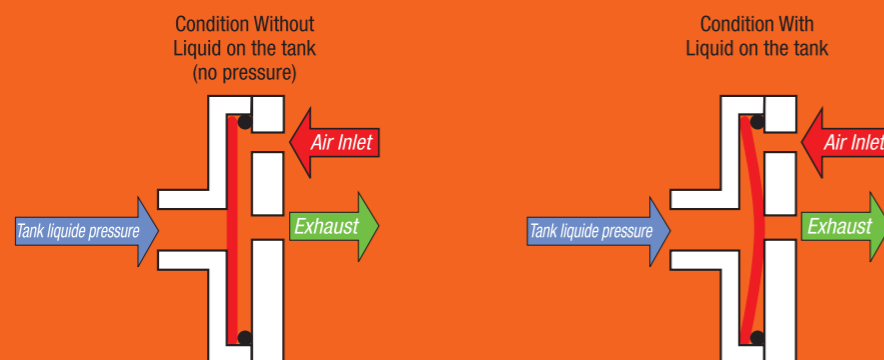 Condition Without
Liquid on the tank
(no pressure)
Air Inlet
Tank liquide pressure
Exhaust
Condition With
Liquid on the tank
Air Inlet
Tank liquide pressure
Exhaust